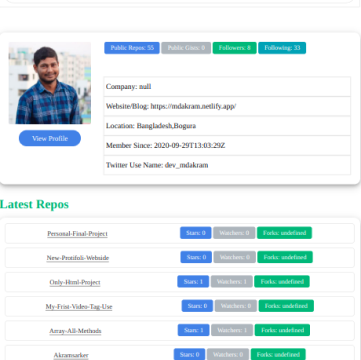 Public Repos: 55 Public Gists: 0 Followers: 8 Following: 33
Company: null
Website/Blog: https://mdakram.netlify.app/
Location: Bangladesh,Bogura
Member Since: 2020-09-29T13:03:29Z
Twitter Use Name: dev_mdakram
View Profile
Latest Repos
Personal-Final-Project Stars: 0 Watchers: 0 Forks: undefined
New-Protifoli-Webside Stars: 0 Watchers: 0 Forks: undefined
Only-Html-Project Stars: 1 Watchers: 1 Forks: undefined
My-Frist-Video-Tag-Use Stars: 0 Watchers: 0 Forks: undefined
Array-All-Methods Stars: 1 Watchers: 1 Forks: undefined
Akramsarker Stars: 0 Watchers: 0 Forks: undefined